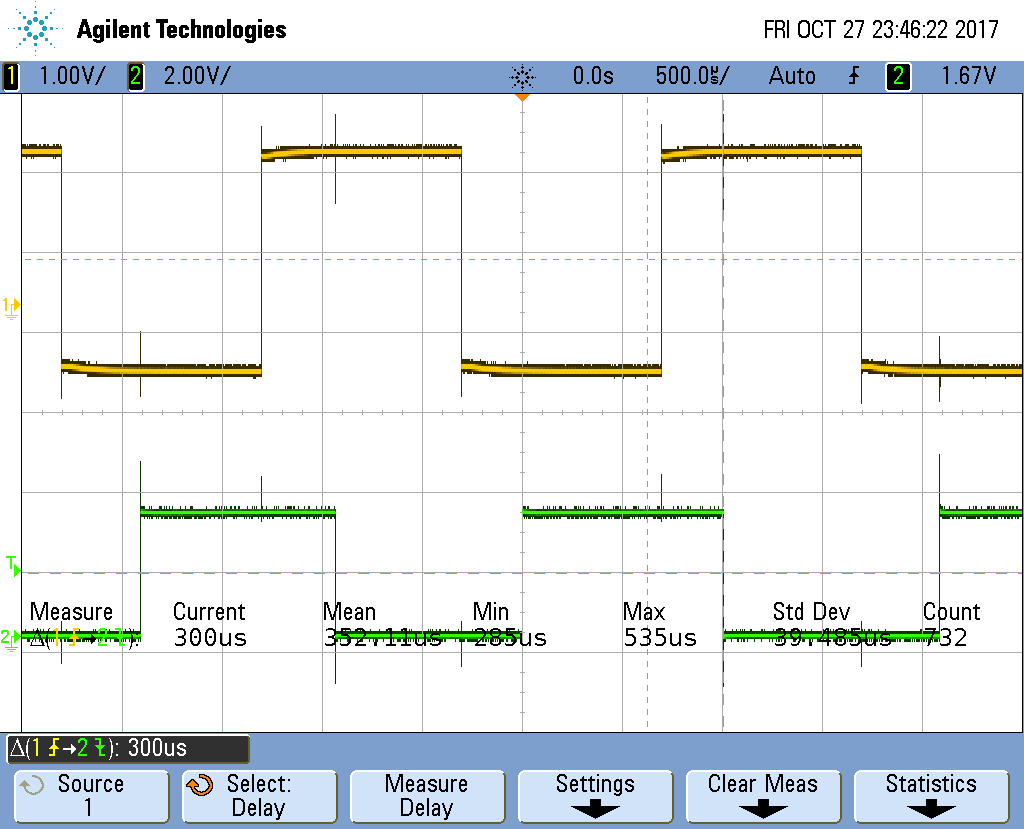 Agilent Technologies FRI OCT 27 23:46:22 2017
1 1.00V/ 2 2.00V/ 0.0s 500.0µs/ Auto 2 1.67V
1
T
Measure Current Mean Min Max Std Dev Count
2 Δ(1→2): 300us 352.11us 285us 535us 39.485us 732
Δ(1→2): 300us
Source Select: Measure Settings Clear Meas Statistics
1 Delay Delay